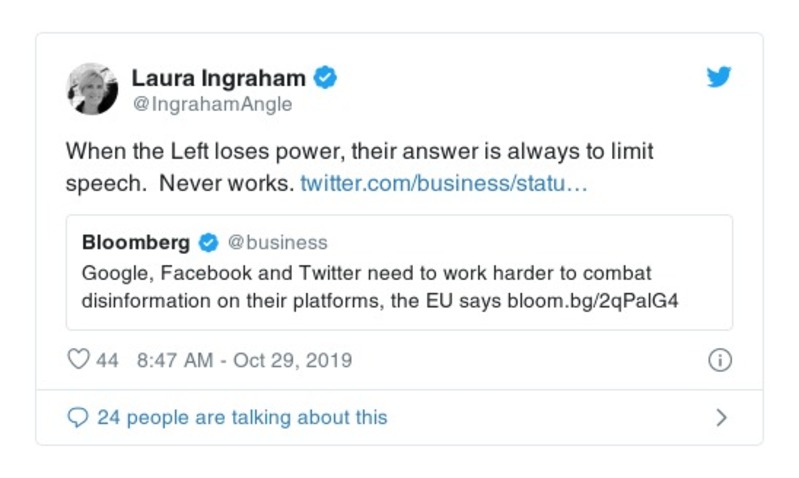 Laura Ingraham
@IngrahamAngle
When the Left loses power, their answer is always to limit
speech.  Never works. twitter.com/business/statu…
Bloomberg @business
Google, Facebook and Twitter need to work harder to combat
disinformation on their platforms, the EU says bloom.bg/2qPalG4
44 8:47 AM - Oct 29, 2019
24 people are talking about this